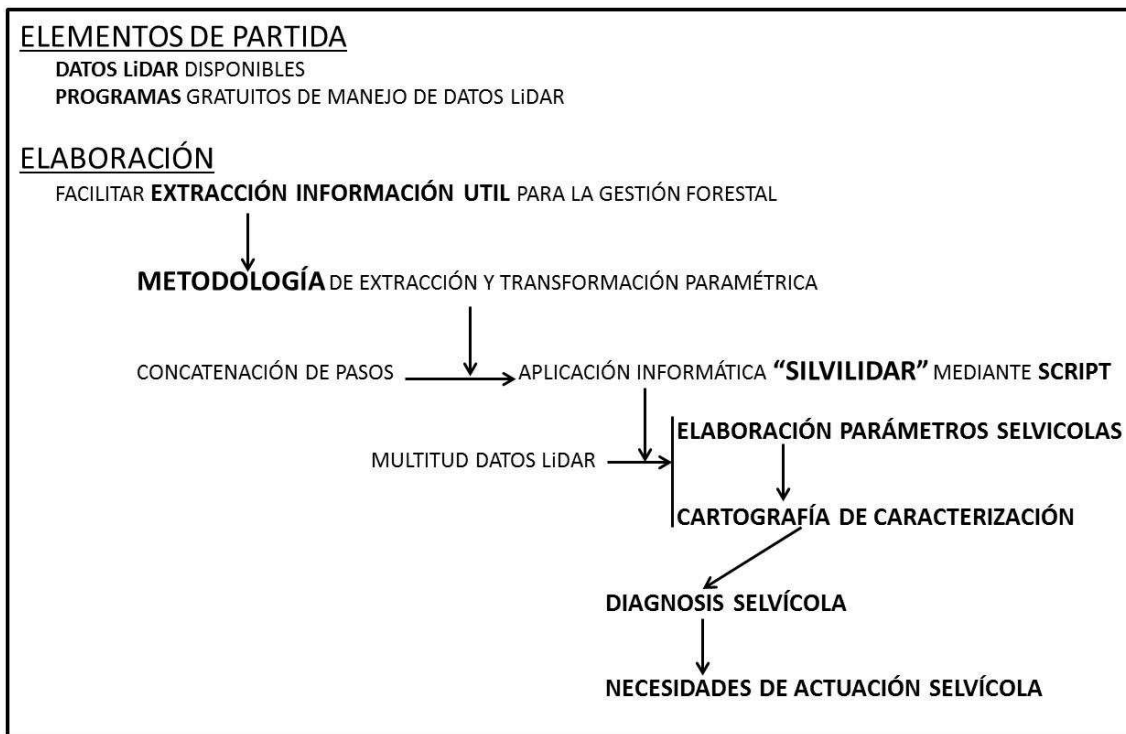 ELEMENTOS DE PARTIDA
DATOS LiDAR DISPONIBLES
PROGRAMAS GRATUITOS DE MANEJO DE DATOS LiDAR
ELABORACIÓN
FACILITAR EXTRACCIÓN INFORMACIÓN UTIL PARA LA GESTIÓN FORESTAL
METODOLOGÍA DE EXTRACCIÓN Y TRANSFORMACIÓN PARAMÉTRICA
CONCATENACIÓN DE PASOS APLICACIÓN INFORMÁTICA “SILVILIDAR” MEDIANTE SCRIPT
ELABORACIÓN PARÁMETROS SELVICOLAS
MULTITUD DATOS LiDAR
CARTOGRAFÍA DE CARACTERIZACIÓN
DIAGNOSIS SELVÍCOLA
NECESIDADES DE ACTUACIÓN SELVÍCOLA